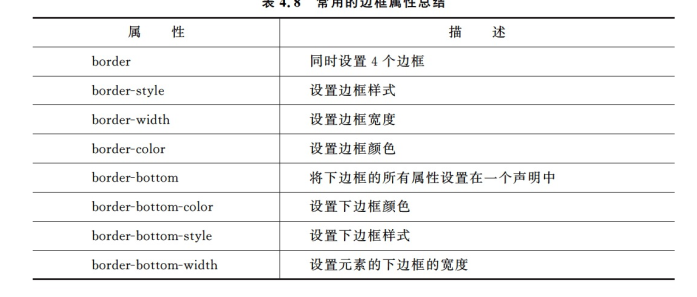 表 4.8 常用的边框属性总结
属 性 描 述
border 同时设置 4 个边框
border-style 设置边框样式
border-width 设置边框宽度
border-color 设置边框颜色
border-bottom 将下边框的所有属性设置在一个声明中
border-bottom-color 设置下边框颜色
border-bottom-style 设置下边框样式
border-bottom-width 设置元素的下边框的宽度